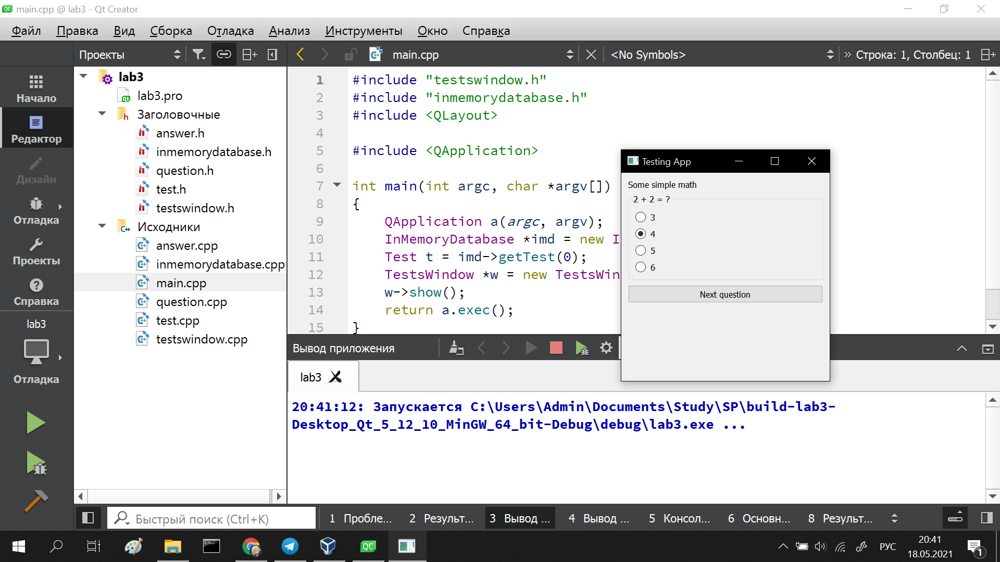 main.cpp @ lab3 - Qt Creator
Файл Правка Вид Сборка Отладка Анализ Инструменты Окно Справка
Проекты
main.cpp
<No Symbols>
» Строка: 1, Столбец: 1
Начало
Редактор
Дизайн
Отладка
Проекты
Справка
lab3
Отладка
lab3
lab3.pro
Заголовочные
answer.h
inmemorydatabase.h
question.h
test.h
testswindow.h
Исходники
answer.cpp
inmemorydatabase.cpp
main.cpp
question.cpp
test.cpp
testswindow.cpp
1 #include "testswindow.h"
2 #include "inmemorydatabase.h"
3 #include <QLayout>
4
5 #include <QApplication>
6
7 int main(int argc, char *argv[])
8 {
9 QApplication a(argc, argv);
10 InMemoryDatabase *imd = new I
11 Test t = imd->getTest(0);
12 TestsWindow *w = new TestsWin
13 w->show();
14 return a.exec();
15 }
Testing App
Some simple math
2 + 2 = ?
3
4
5
6
Next question
Вывод приложения
lab3
20:41:12: Запускается C:\Users\Admin\Documents\Study\SP\build-lab3-
Desktop_Qt_5_12_10_MinGW_64_bit-Debug\debug\lab3.exe ...
Быстрый поиск (Ctrl+K)
1 Пробле... 2 Результ... 3 Вывод ... 4 Вывод ... 5 Консол... 6 Основн... 8 Результ...
РУС
20:41
18.05.2021
1